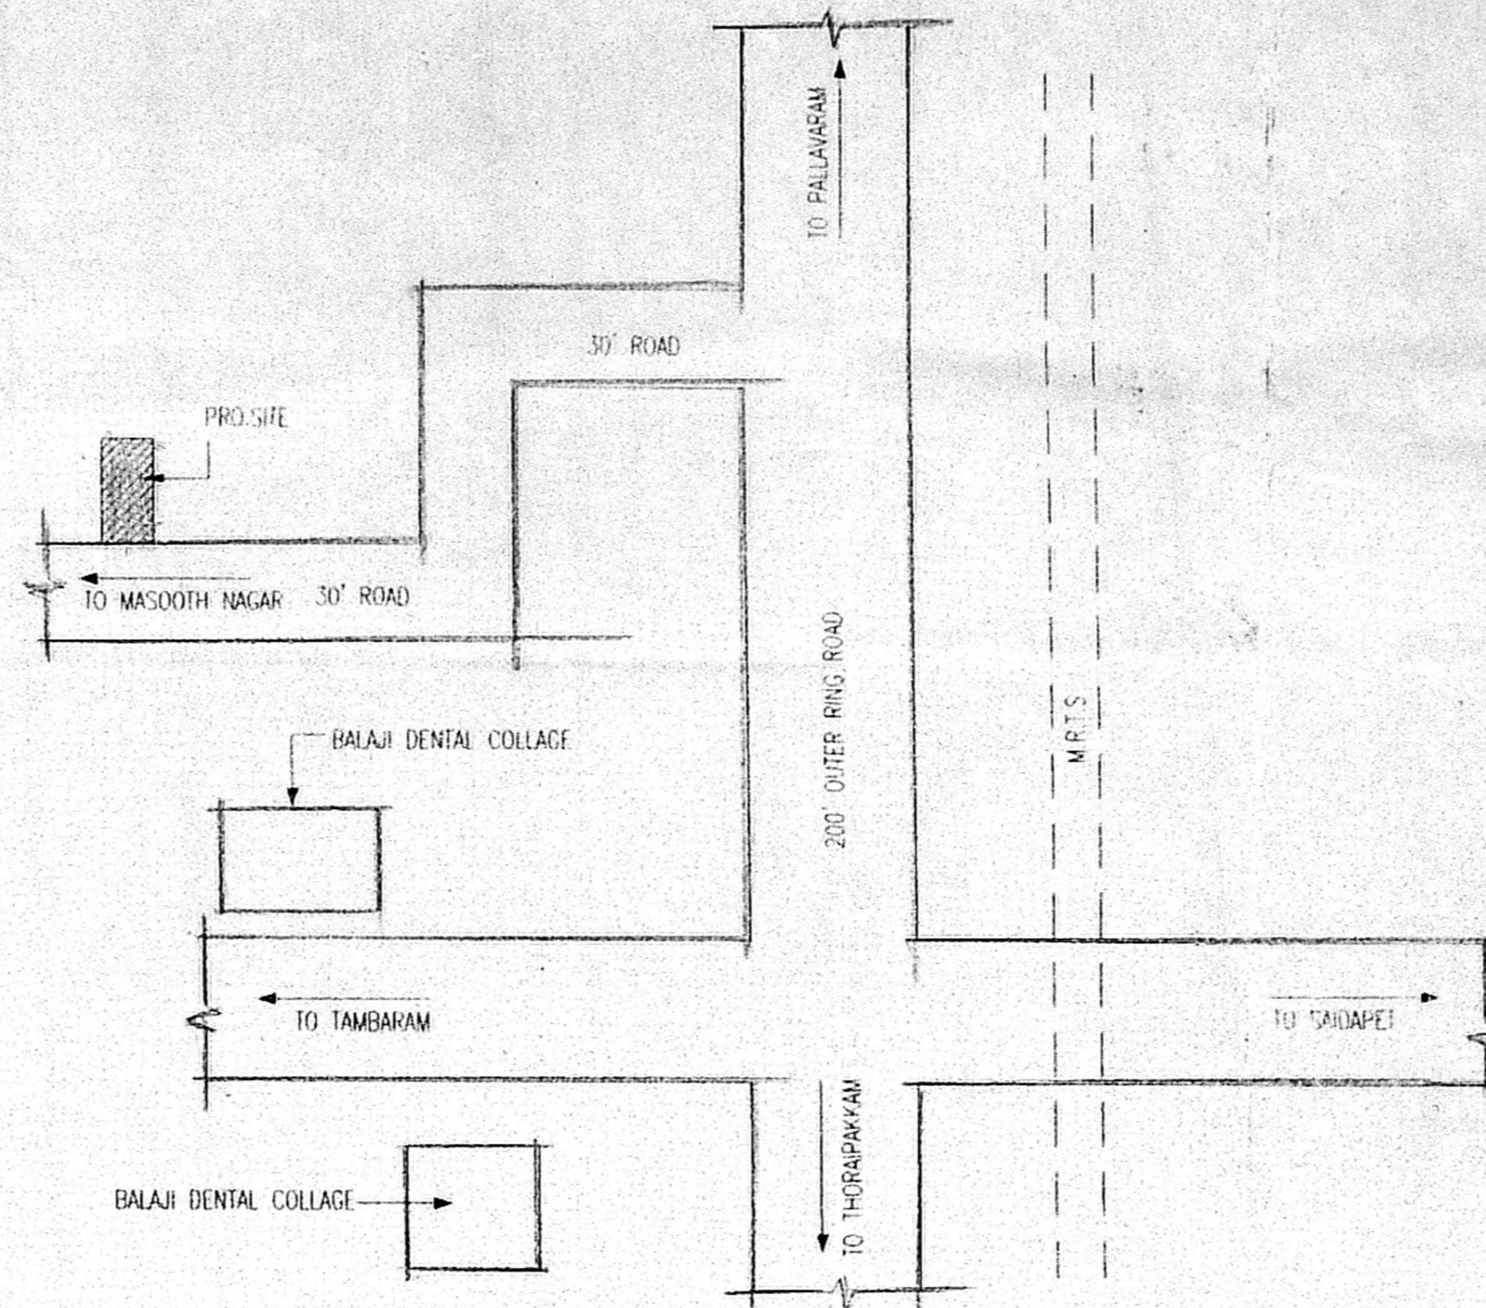 TO PALLAVARAM
30' ROAD
PRO.SITE
TO MASOOTH NAGAR 30' ROAD
200' OUTER RING ROAD
M.R.T.S
BALAJI DENTAL COLLAGE
TO TAMBARAM
TO SAIDAPET
TO THORAIPAKKAM
BALAJI DENTAL COLLAGE